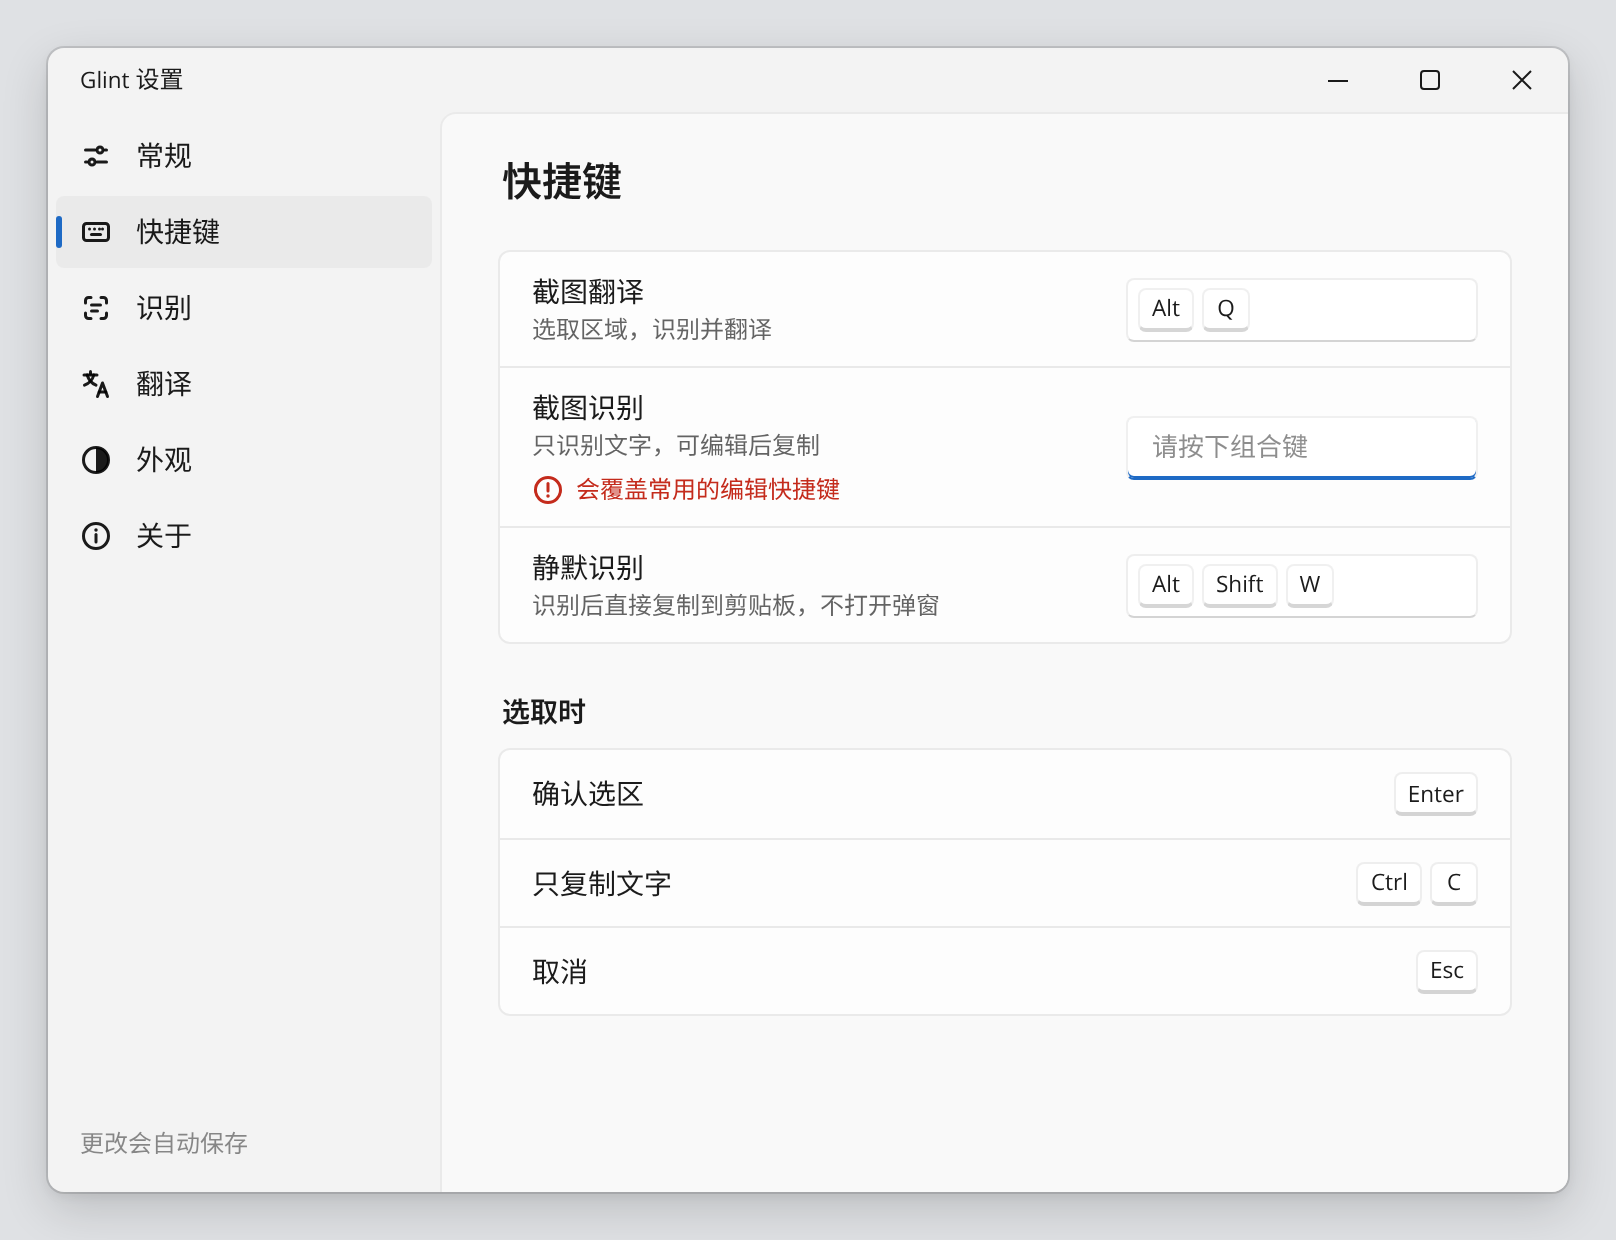 Glint 设置
常规
快捷键
识别
翻译
外观
关于
更改会自动保存
快捷键
截图翻译
选取区域，识别并翻译
Alt Q
截图识别
只识别文字，可编辑后复制
会覆盖常用的编辑快捷键
请按下组合键
静默识别
识别后直接复制到剪贴板，不打开弹窗
Alt Shift W
选取时
确认选区
Enter
只复制文字
Ctrl C
取消
Esc